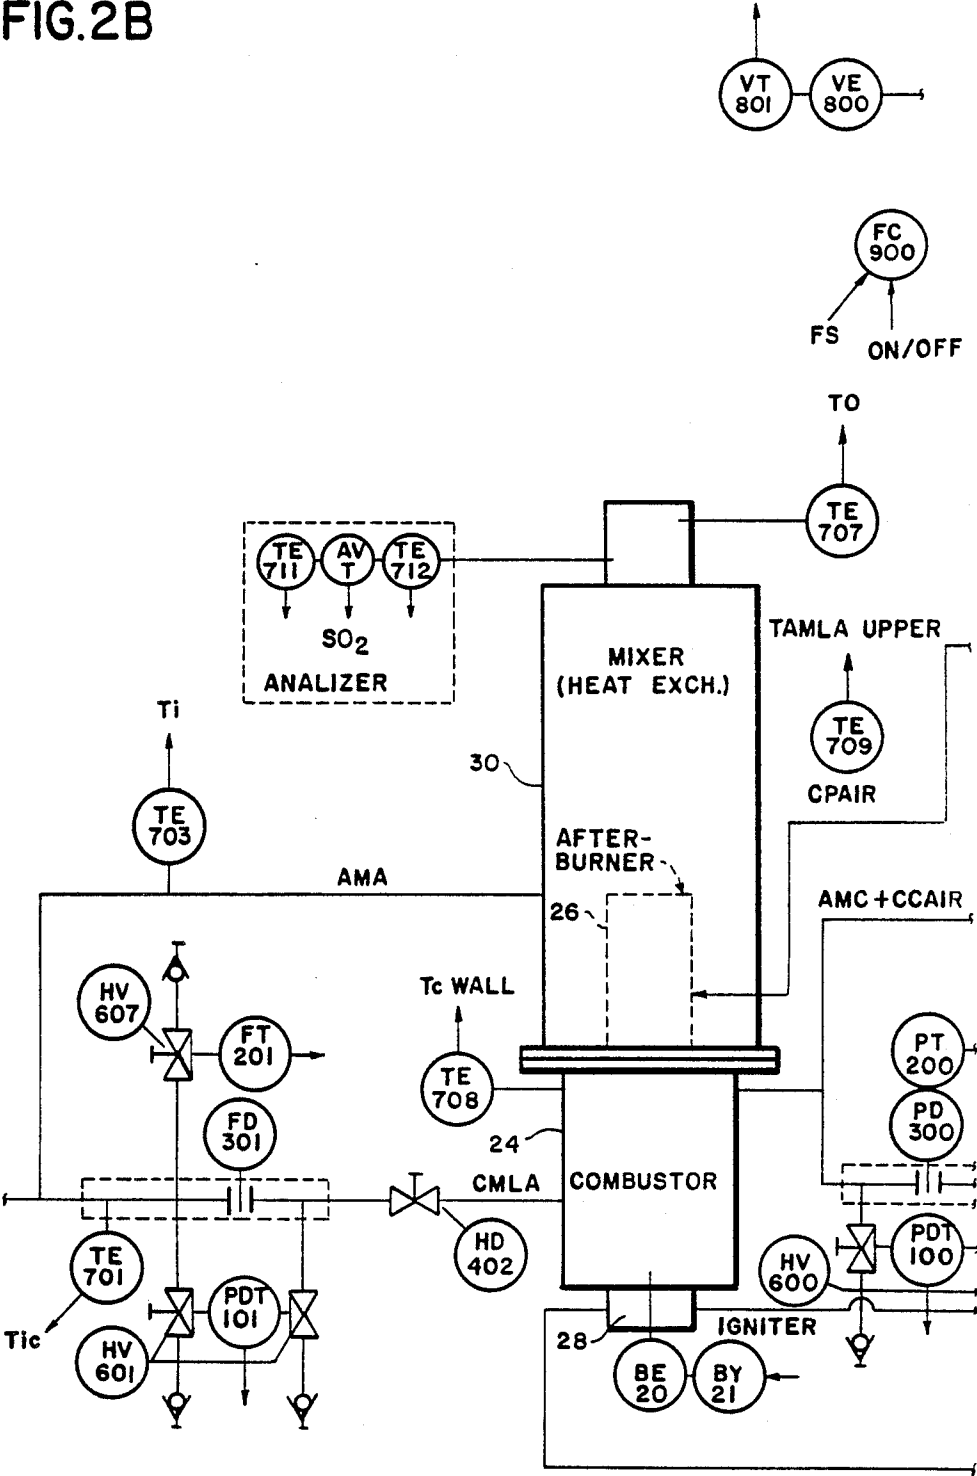 FIG.2B
VT
801
VE
800
FC
900
FS
ON/OFF
TO
TE
707
TE
711
AV
T
TE
712
SO2
ANALIZER
MIXER
(HEAT EXCH.)
TAMLA UPPER
TE
709
CPAIR
Ti
30
TE
703
AMA
AFTER-
BURNER
26
AMC+CCAIR
Tc WALL
HV
607
FT
201
TE
708
PT
200
FD
301
PD
300
24
CMLA
COMBUSTOR
TE
701
HD
402
HV
600
PDT
100
PDT
101
Tic
HV
601
28
IGNITER
BE
20
BY
21